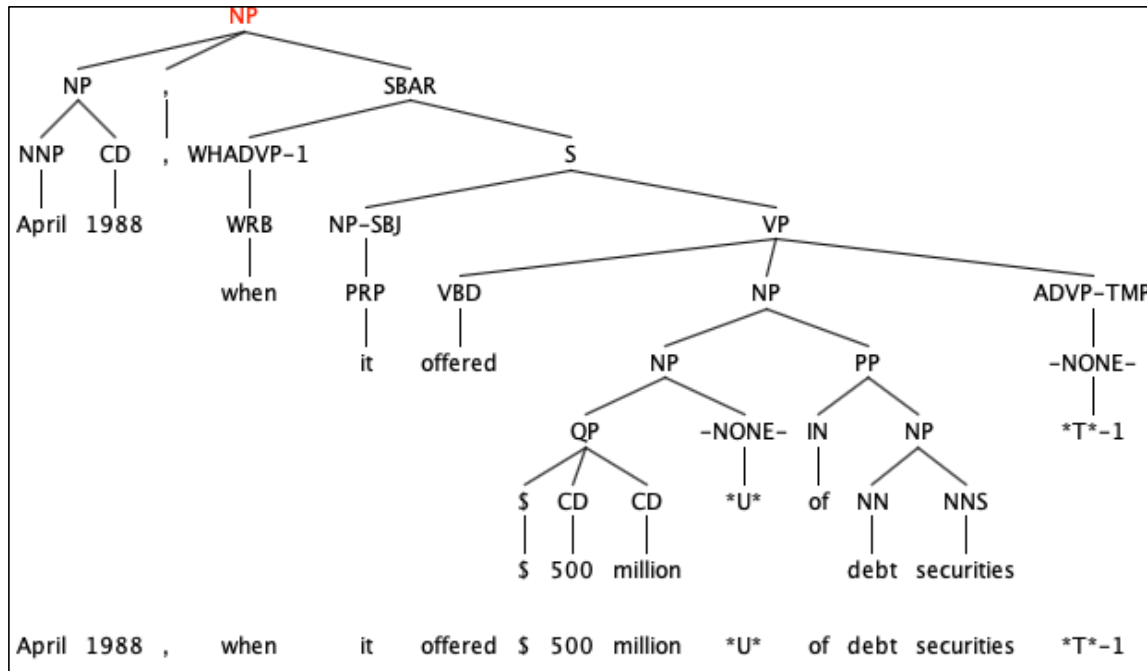 NP
NP , SBAR
NNP CD , WHADVP-1 S
April 1988 WRB NP-SBJ VP
when PRP VBD NP ADVP-TMP
it offered NP PP -NONE-
QP -NONE- IN NP *T*-1
$ CD CD *U* of NN NNS
$ 500 million debt securities
April 1988 , when it offered $ 500 million *U* of debt securities *T*-1